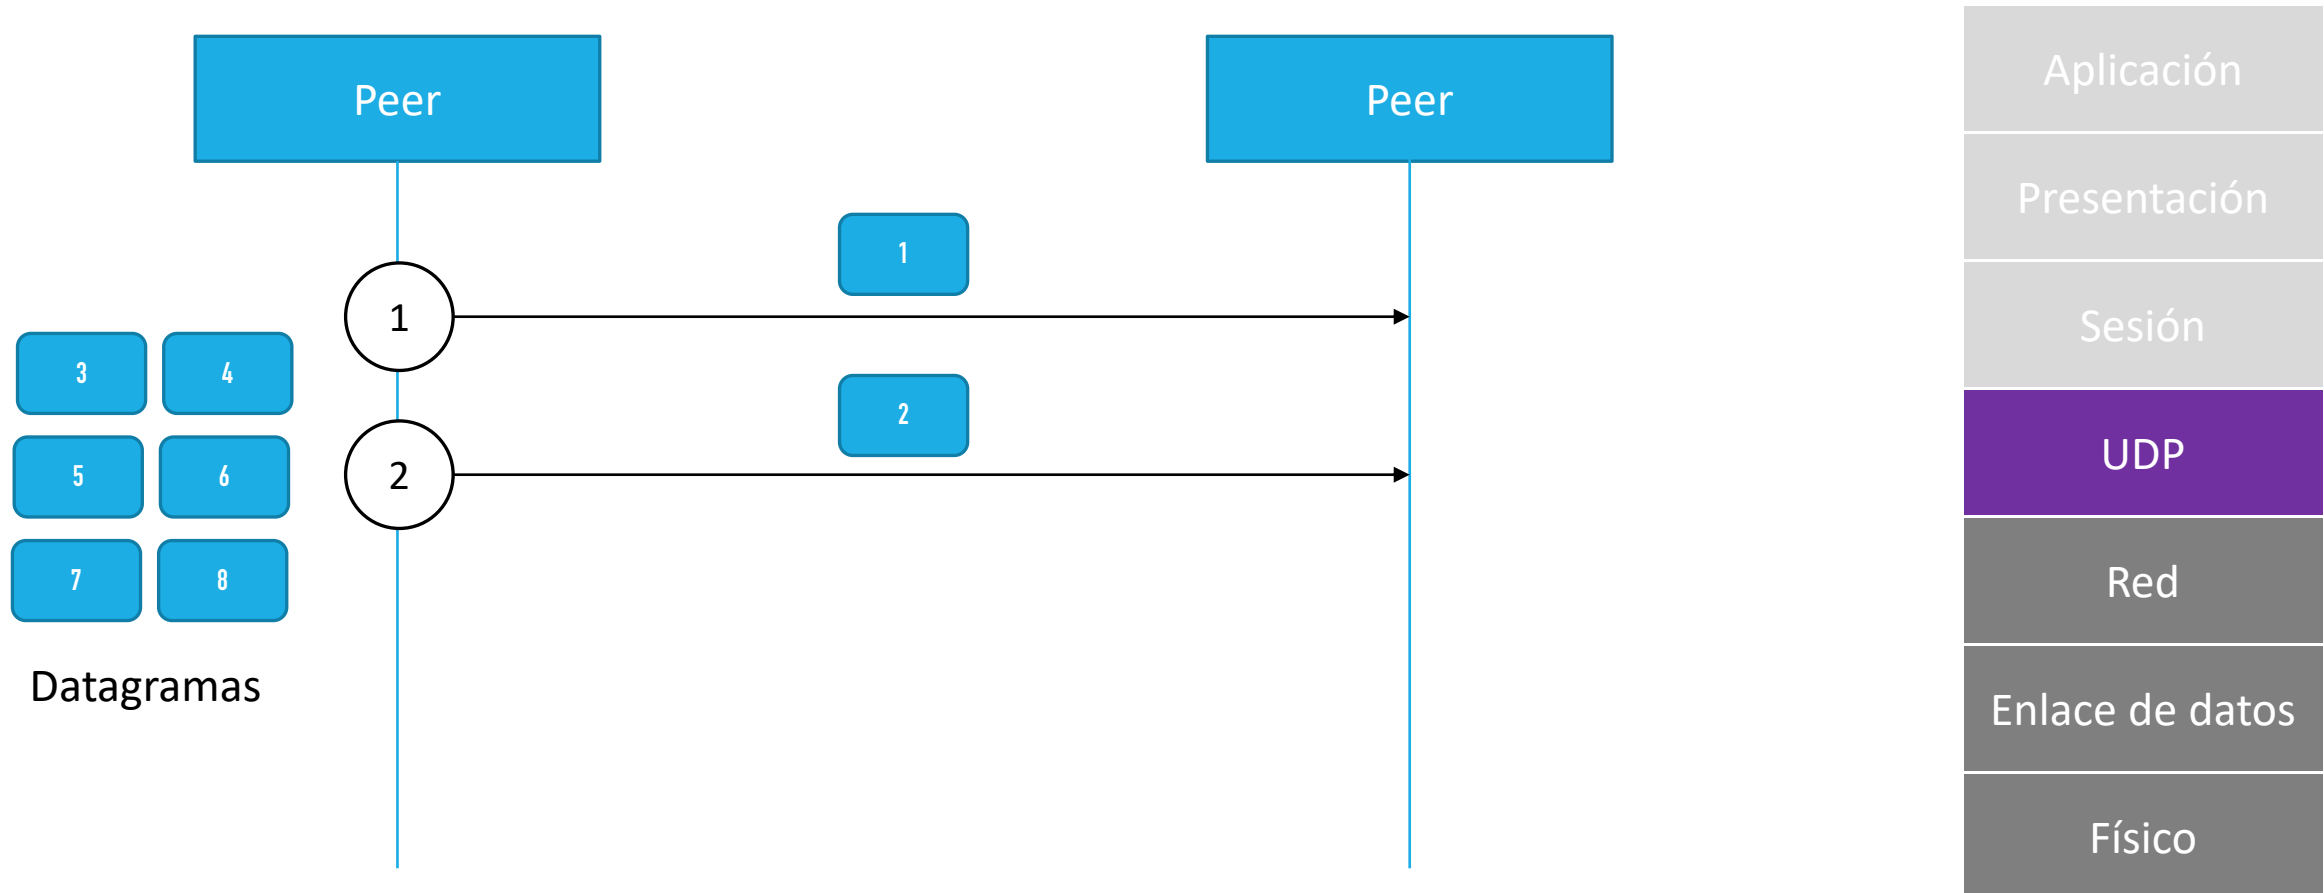 Peer
Peer
1
1
2
2
3
4
5
6
7
8
Datagramas
Aplicación
Presentación
Sesión
UDP
Red
Enlace de datos
Físico